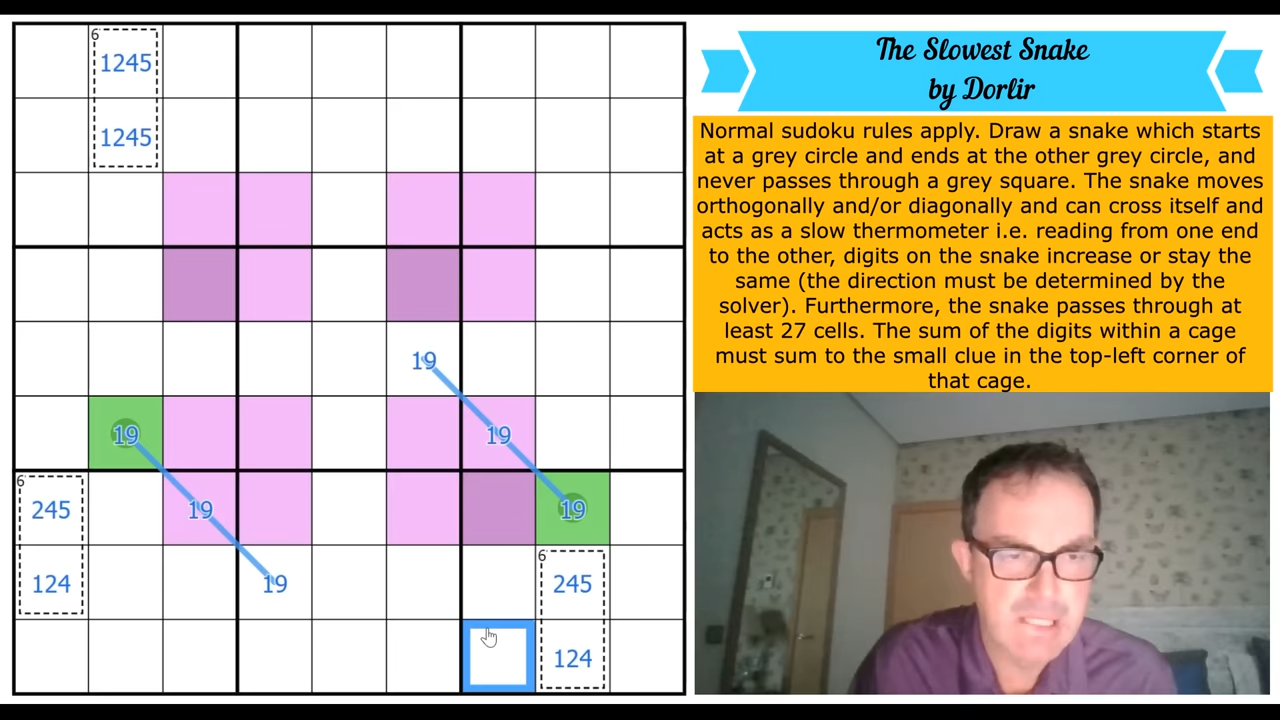 The Slowest Snake
by Dorlir
Normal sudoku rules apply. Draw a snake which starts
at a grey circle and ends at the other grey circle, and
never passes through a grey square. The snake moves
orthogonally and/or diagonally and can cross itself and
acts as a slow thermometer i.e. reading from one end
to the other, digits on the snake increase or stay the
same (the direction must be determined by the
solver). Furthermore, the snake passes through at
least 27 cells. The sum of the digits within a cage
must sum to the small clue in the top-left corner of
that cage.
6
1245
1245
19
19
19
6
245
19
19
124
19
6
245
124